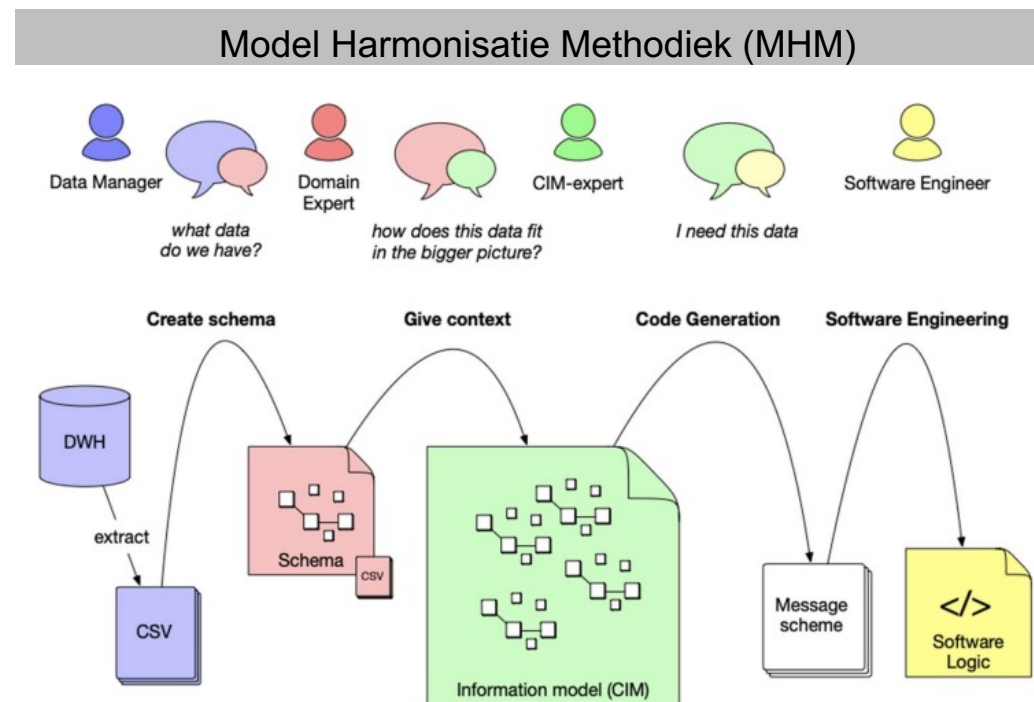 Model Harmonisatie Methodiek (MHM)
Data Manager
Domain
Expert
CIM-expert
Software Engineer
what data
do we have?
how does this data fit
in the bigger picture?
I need this data
Create schema
Give context
Code Generation
Software Engineering
DWH
extract
CSV
Schema
CSV
Information model (CIM)
Message
scheme
</>
Software
Logic